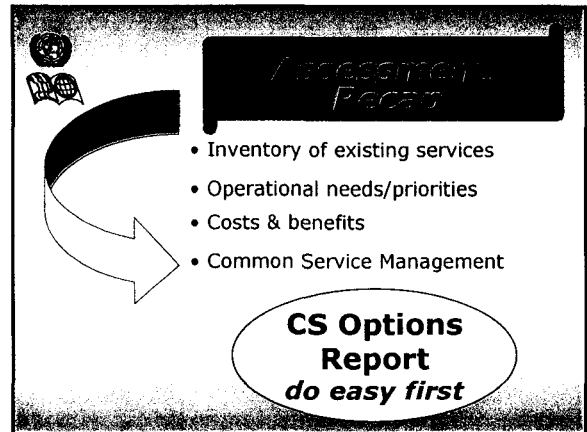 Assessment
Recap
• Inventory of existing services
• Operational needs/priorities
• Costs & benefits
• Common Service Management
CS Options
Report
do easy first